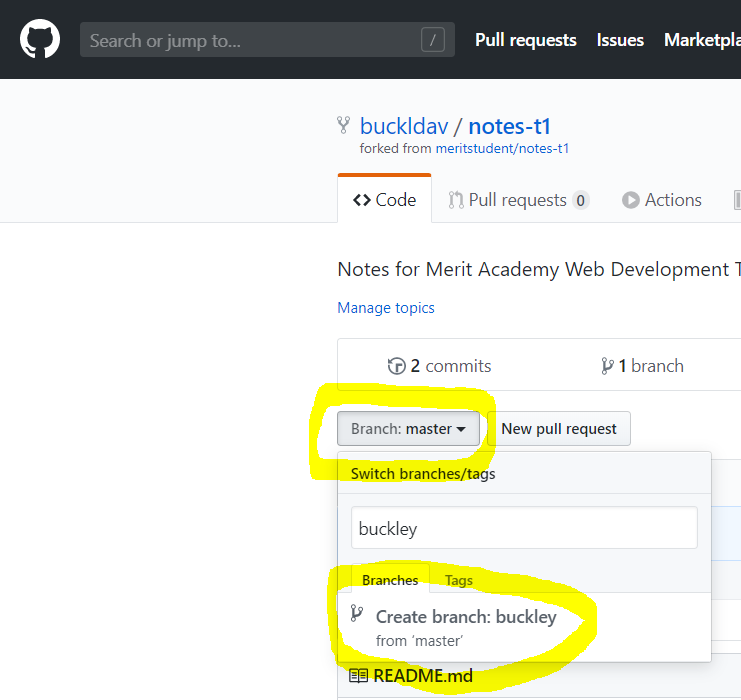 Search or jump to... /
Pull requests Issues Marketpla
buckldav / notes-t1
forked from meritstudent/notes-t1
Code Pull requests 0 Actions
Notes for Merit Academy Web Development T
Manage topics
2 commits 1 branch
Branch: master New pull request
Switch branches/tags
buckley
Branches Tags
Create branch: buckley
from ‘master’
README.md